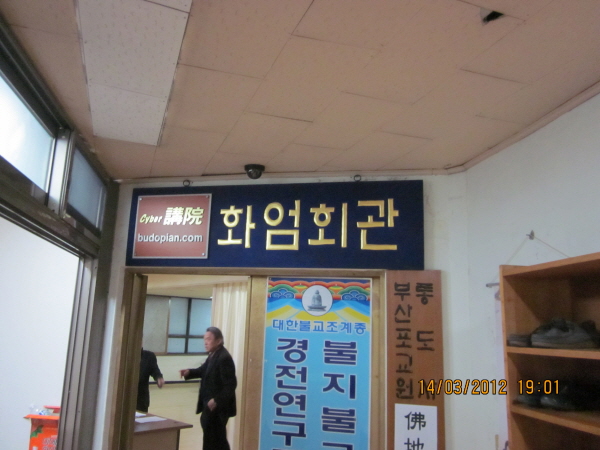 Cyber 講院
budopian.com
화엄회관
대한불교조계종
불지불교
경전연구
통도사
부산포교원
佛地
14/03/2012 19:01